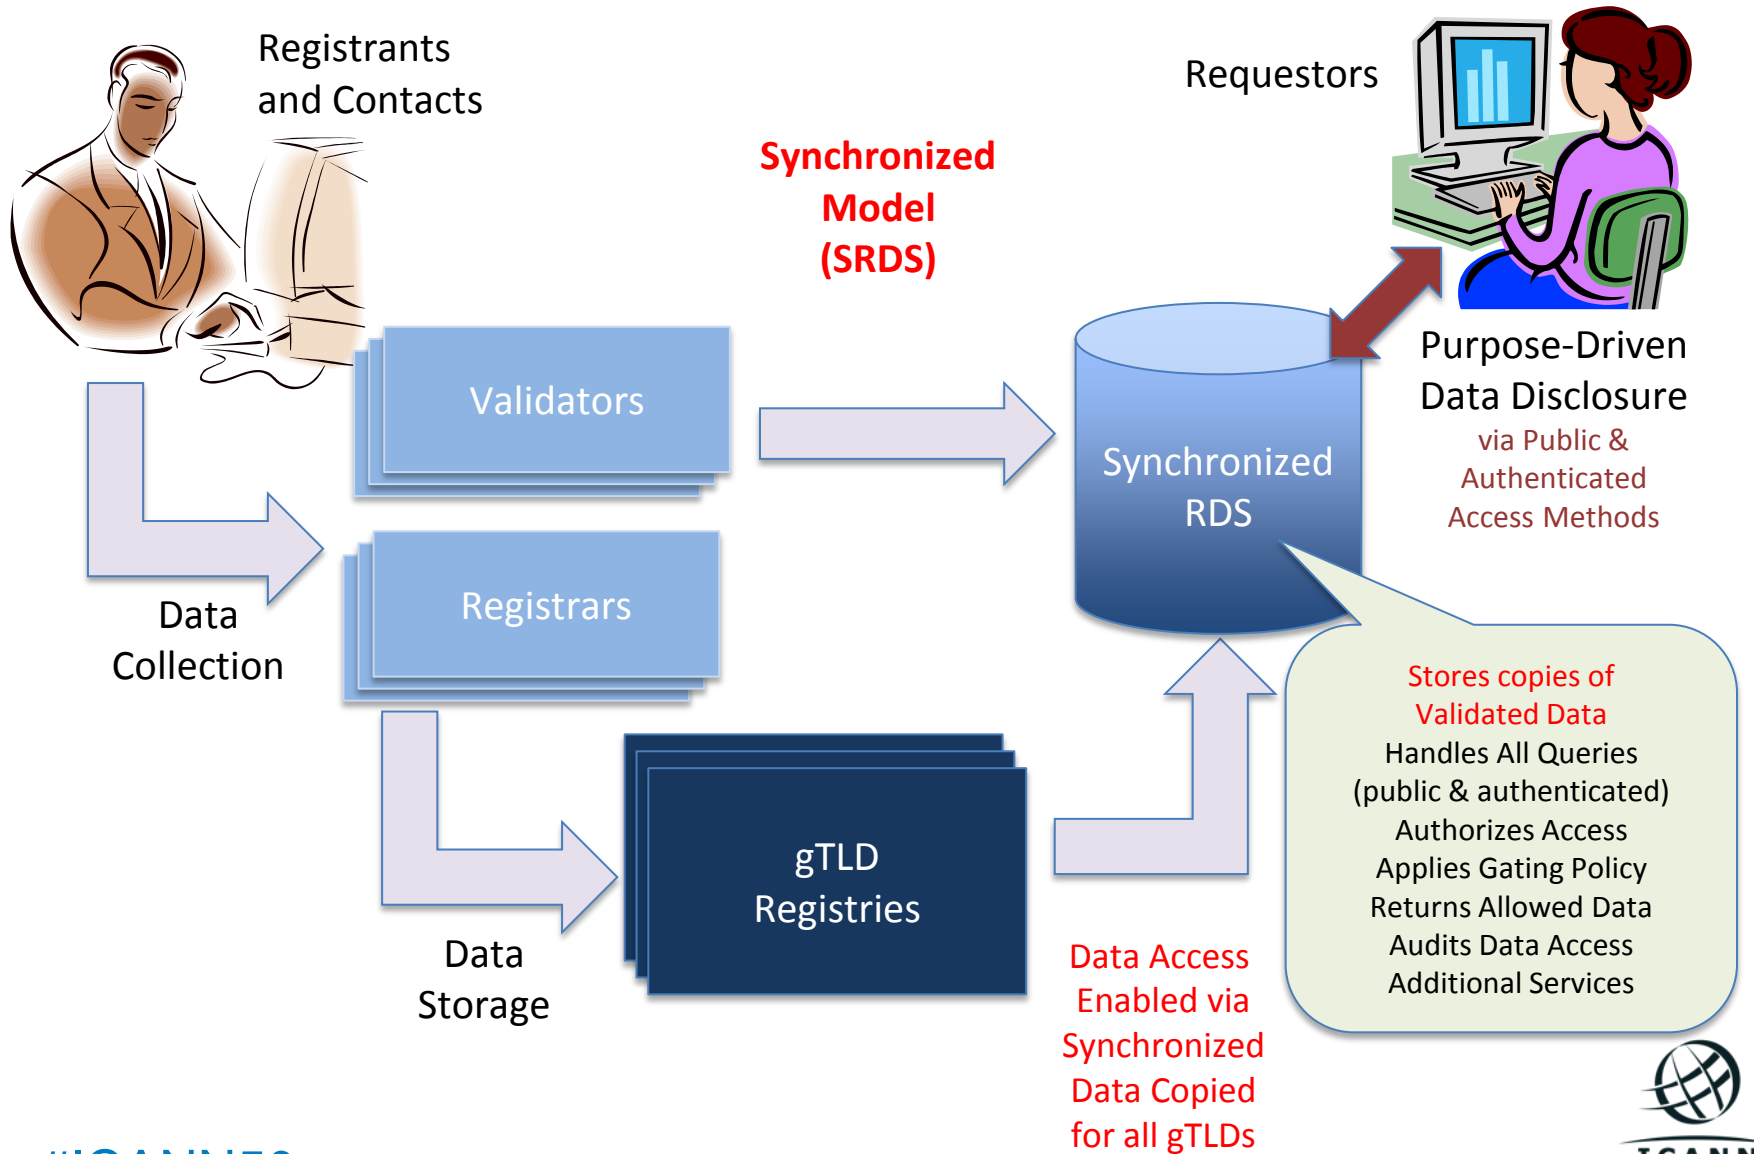 Registrants
and Contacts
Requestors
Synchronized
Model
(SRDS)
Validators
Purpose-Driven
Data Disclosure
via Public &
Authenticated
Access Methods
Synchronized
RDS
Registrars
Data
Collection
Stores copies of
Validated Data
Handles All Queries
(public & authenticated)
Authorizes Access
Applies Gating Policy
Returns Allowed Data
Audits Data Access
Additional Services
gTLD
Registries
Data
Storage
Data Access
Enabled via
Synchronized
Data Copied
for all gTLDs
ICANN